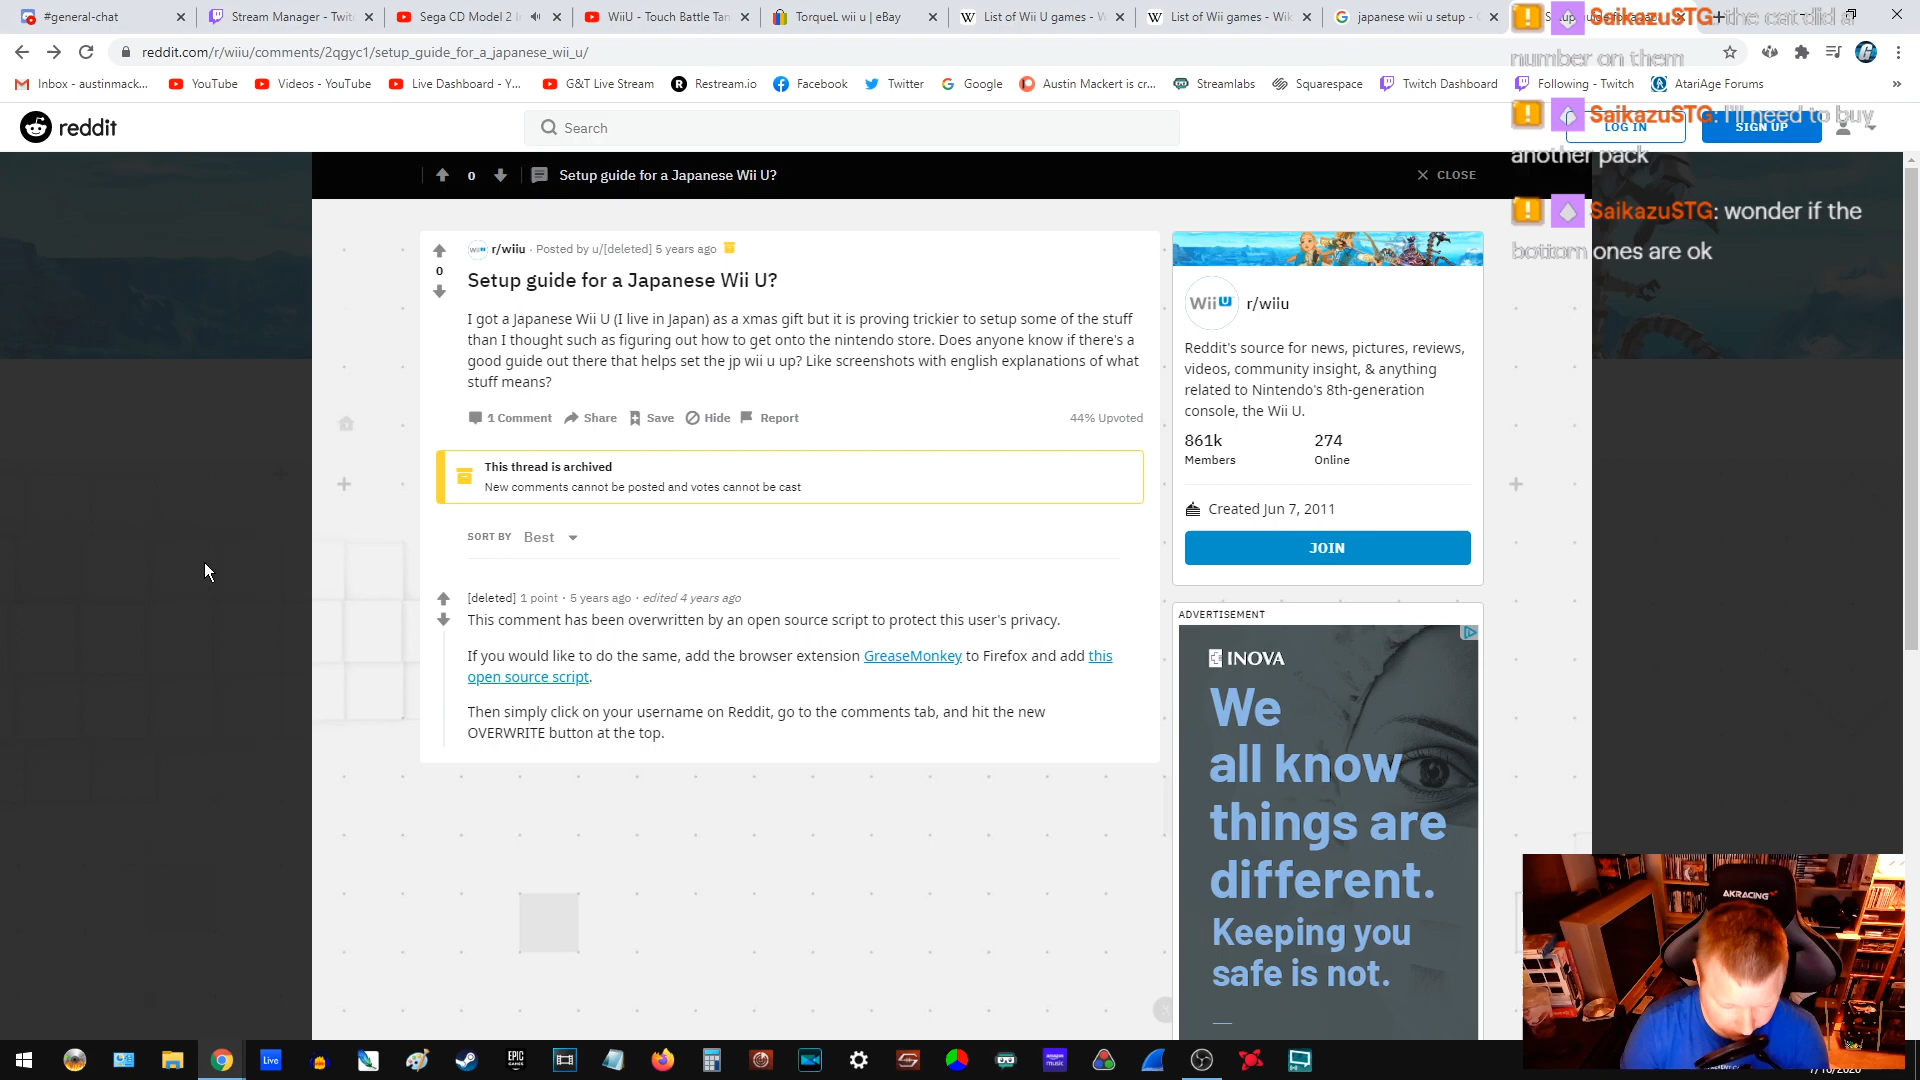 #general-chat
Stream Manager - Twit
Sega CD Model 2 I
WiiU - Touch Battle Tan
TorqueL wii u | eBay
List of Wii U games - W
List of Wii games - Wik
japanese wii u setup - G
reddit.com/r/wiiu/comments/2qgyc1/setup_guide_for_a_japanese_wii_u/
Inbox - austinmack...
YouTube
Videos - YouTube
Live Dashboard - Y...
G&T Live Stream
Restream.io
Facebook
Twitter
Google
Austin Mackert is cr...
Streamlabs
Squarespace
Twitch Dashboard
Following - Twitch
AtariAge Forums
»
SaikazuSTG: the cat did a
number on them
SaikazuSTG: I'll need to buy
another pack
SaikazuSTG: wonder if the
bottom ones are ok
reddit
Search
LOG IN
SIGN UP
0
Setup guide for a Japanese Wii U?
CLOSE
r/wiiu · Posted by u/[deleted] 5 years ago
0
Setup guide for a Japanese Wii U?
I got a Japanese Wii U (I live in Japan) as a xmas gift but it is proving trickier to setup some of the stuff
than I thought such as figuring out how to get onto the nintendo store. Does anyone know if there's a
good guide out there that helps set the jp wii u up? Like screenshots with english explanations of what
stuff means?
1 Comment
Share
Save
Hide
Report
44% Upvoted
This thread is archived
New comments cannot be posted and votes cannot be cast
SORT BY
Best
[deleted] 1 point · 5 years ago · edited 4 years ago
This comment has been overwritten by an open source script to protect this user's privacy.
If you would like to do the same, add the browser extension GreaseMonkey to Firefox and add this
open source script.
Then simply click on your username on Reddit, go to the comments tab, and hit the new
OVERWRITE button at the top.
Wii U
r/wiiu
Reddit's source for news, pictures, reviews,
videos, community insight, & anything
related to Nintendo's 8th-generation
console, the Wii U.
861k
Members
274
Online
Created Jun 7, 2011
JOIN
ADVERTISEMENT
INOVA
We
all know
things are
different.
Keeping you
safe is not.
AKRACING
Live
EPIC
GAMES
amazon
music
7/16/2020